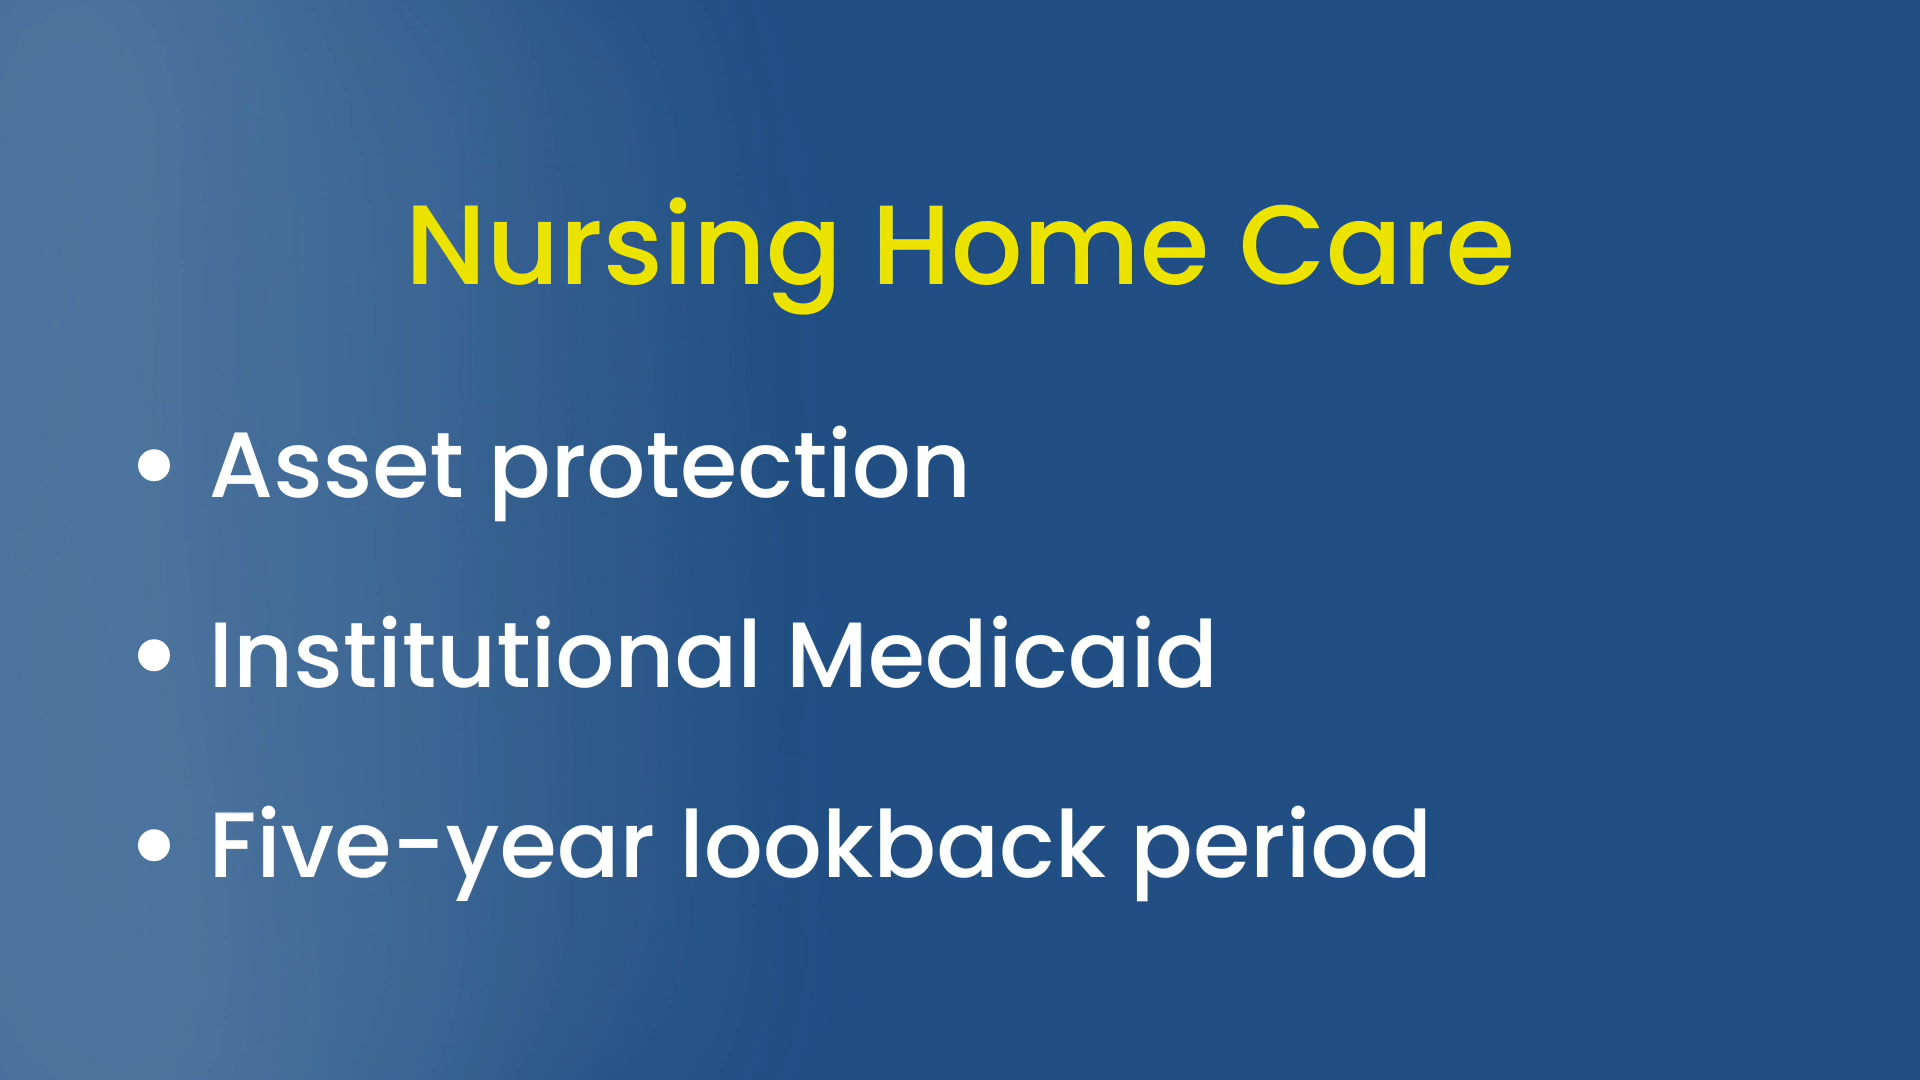 Nursing Home Care
• Asset protection
• Institutional Medicaid
• Five-year lookback period